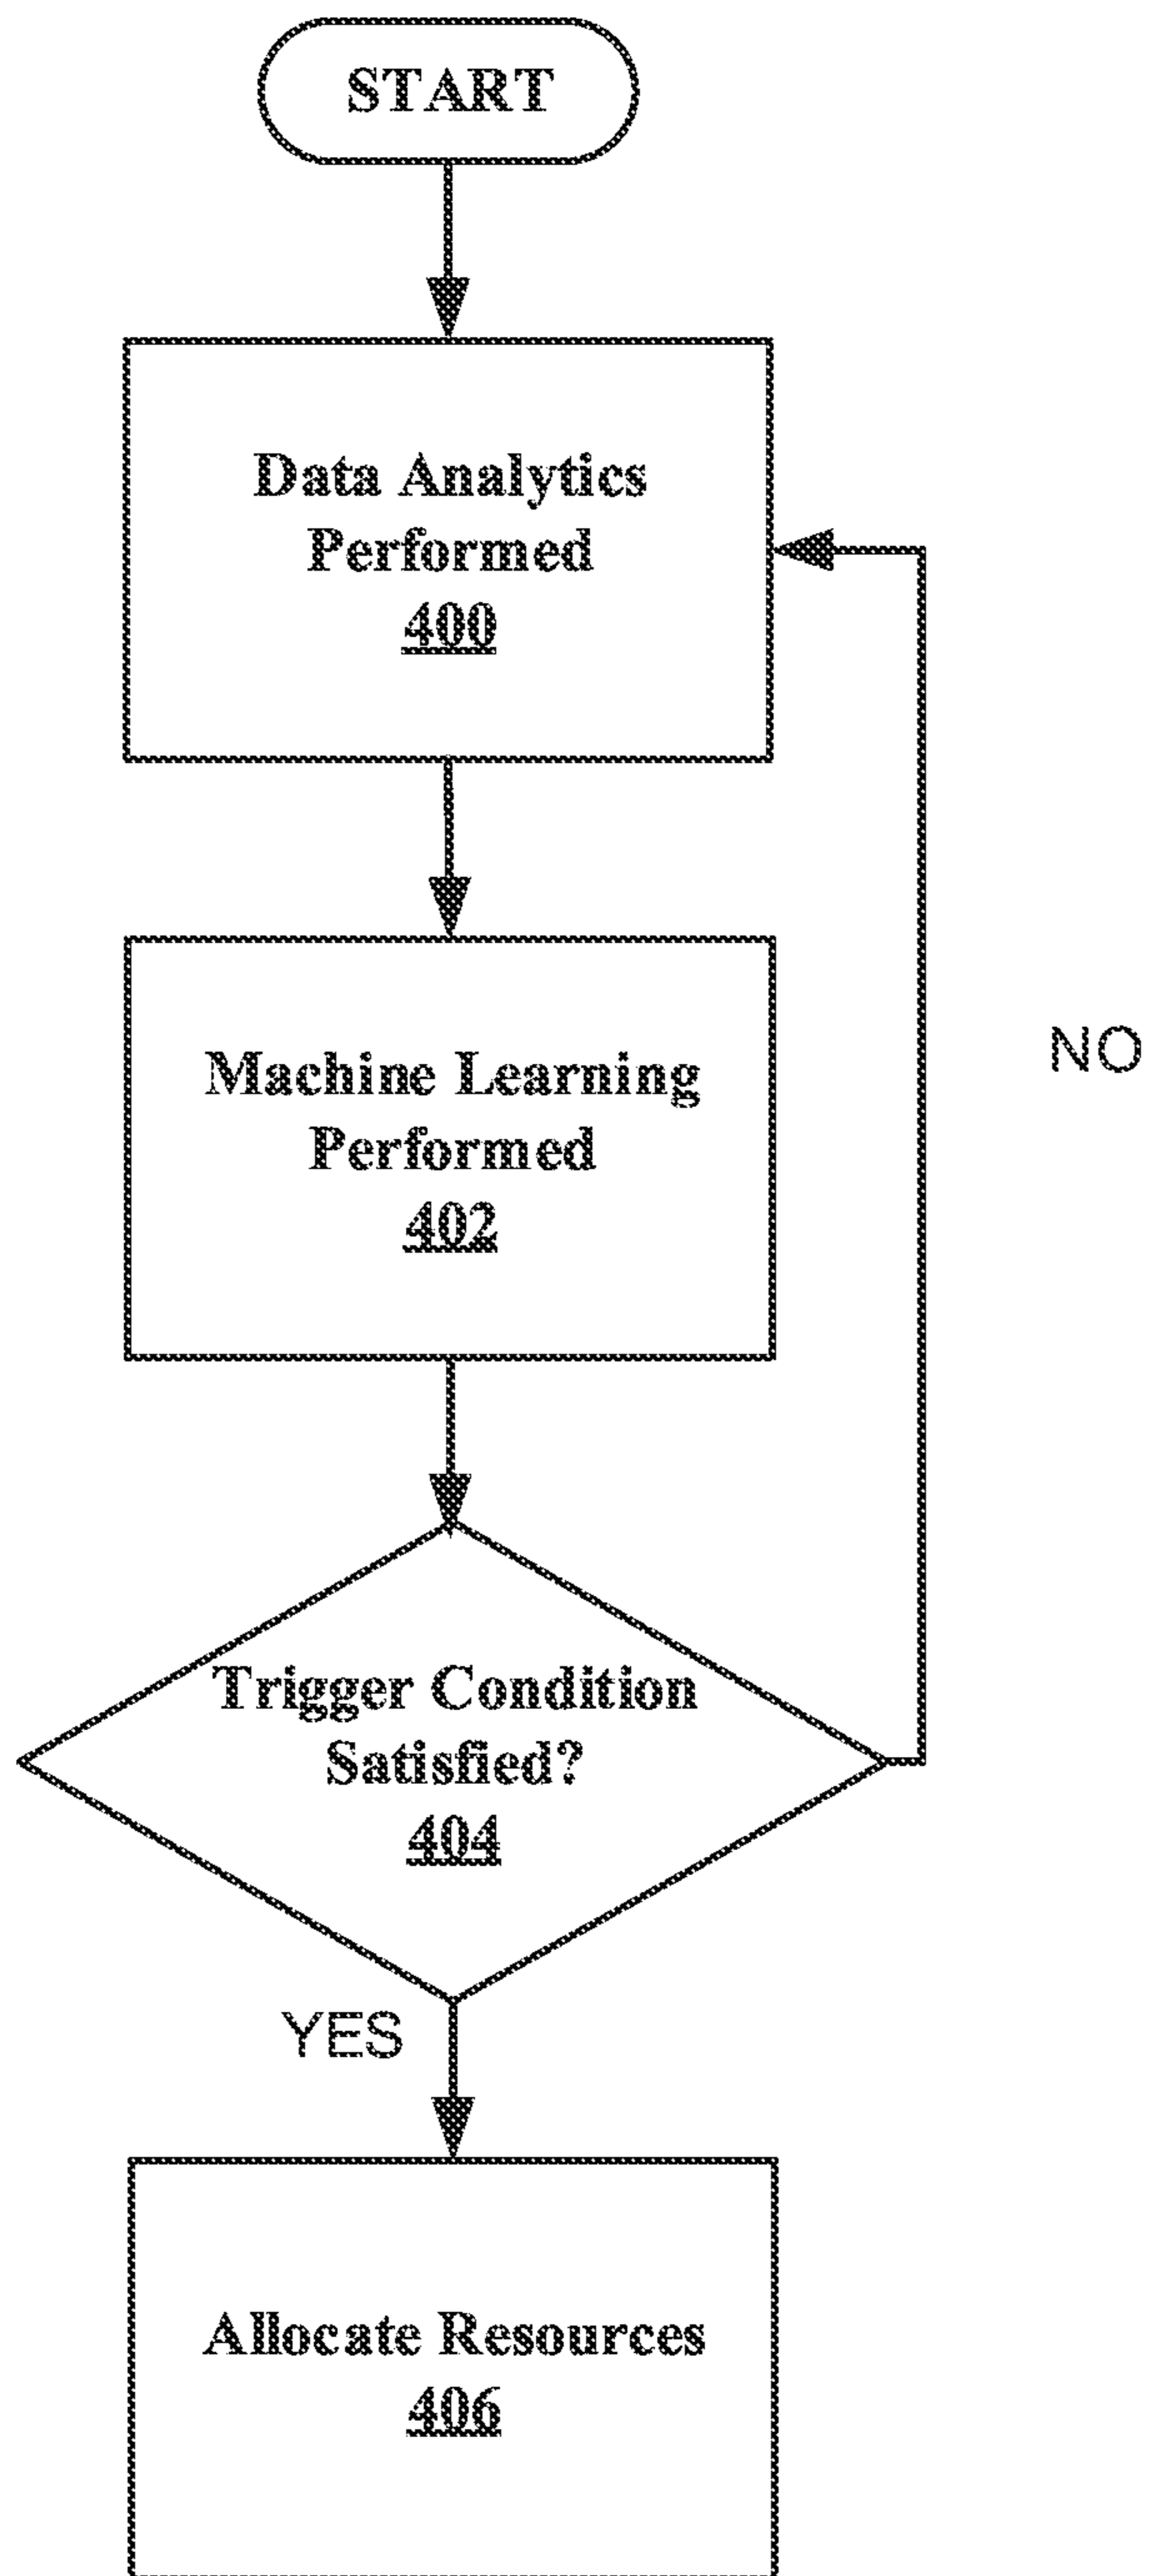 START
Data Analytics
Performed
400
Machine Learning
Performed
402
NO
Trigger Condition
Satisfied?
404
YES
Allocate Resources
406